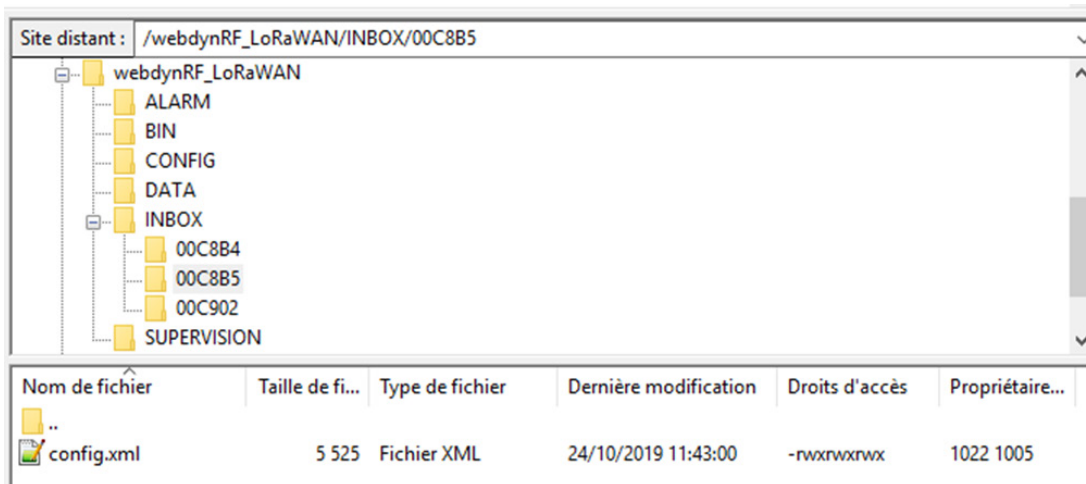 Site distant : /webdynRF_LoRaWAN/INBOX/00C8B5
webdynRF_LoRaWAN
ALARM
BIN
CONFIG
DATA
INBOX
00C8B4
00C8B5
00C902
SUPERVISION
Nom de fichier Taille de fi... Type de fichier Dernière modification Droits d'accès Propriétaire...
..
config.xml 5 525 Fichier XML 24/10/2019 11:43:00 -rwxrwxrwx 1022 1005